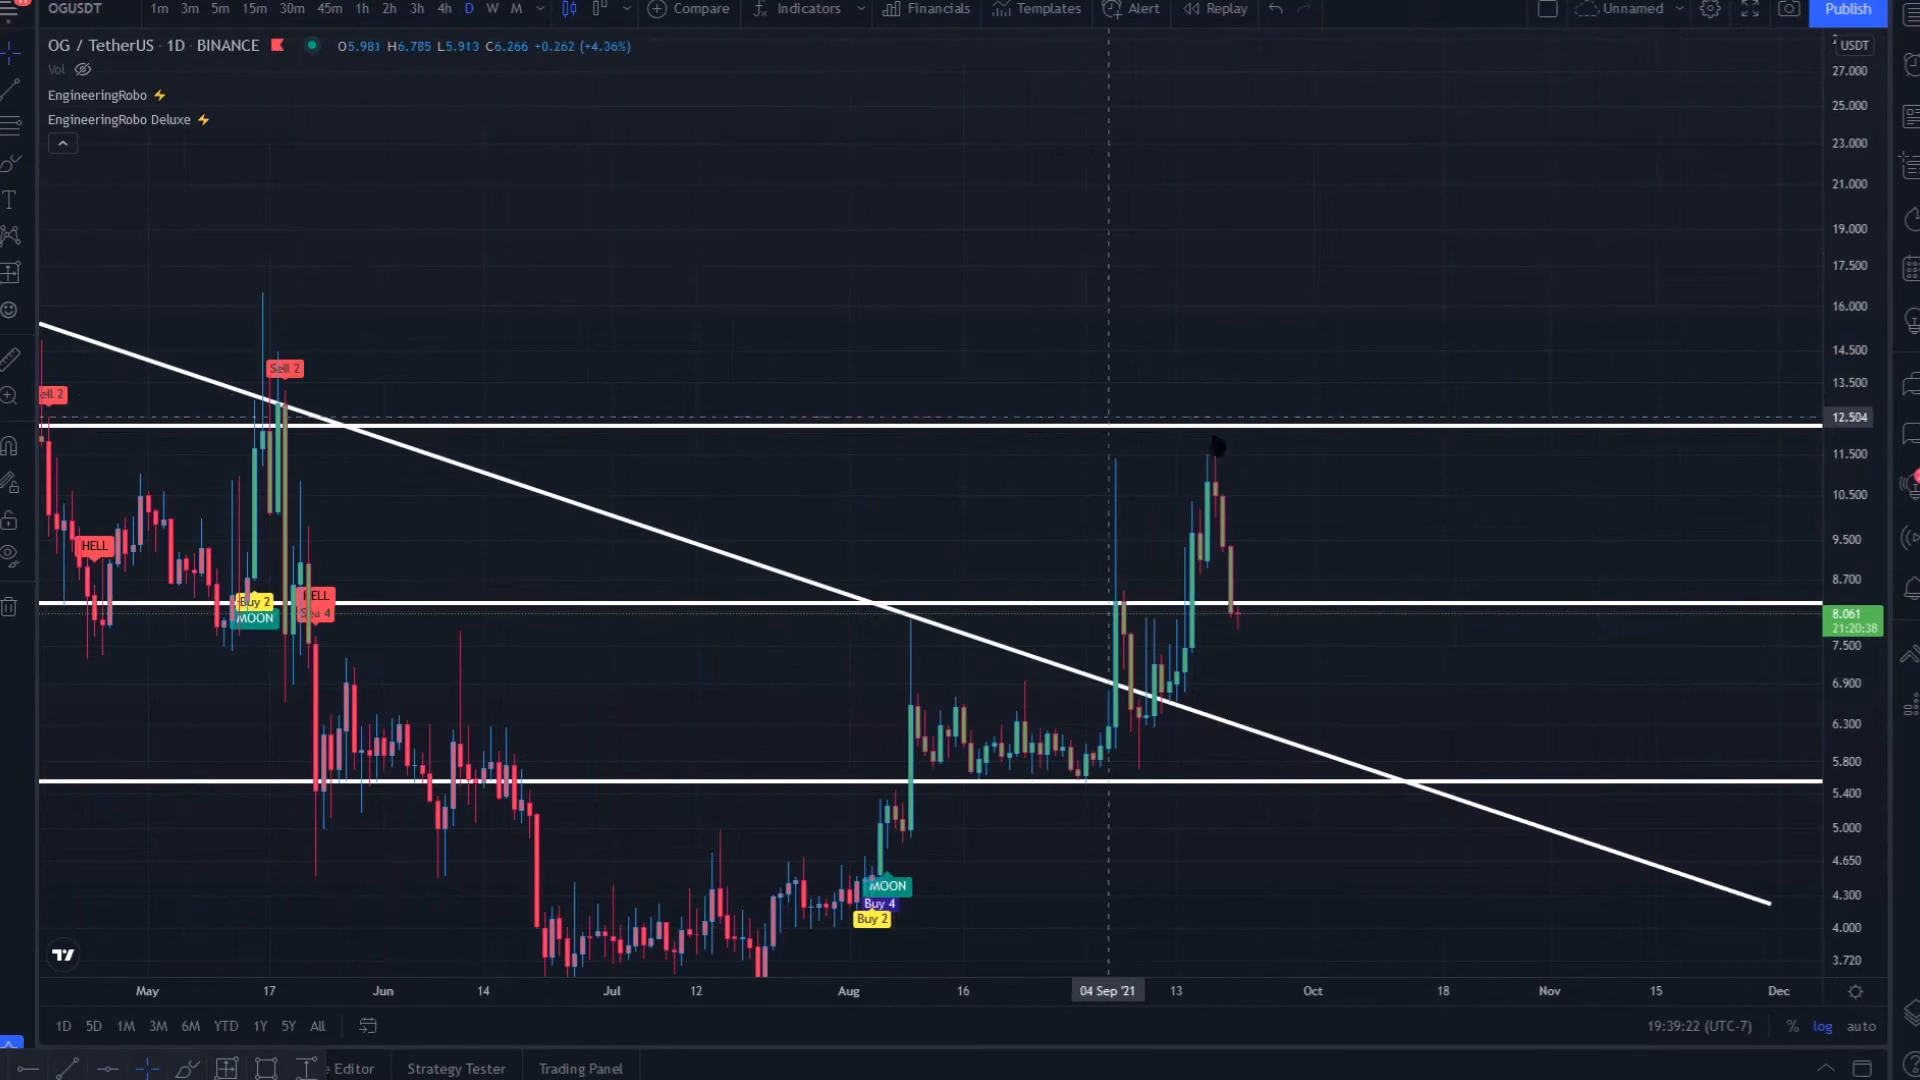 OGUSDT 1m 3m 5m 15m 30m 45m 1h 2h 3h 4h D W M Compare Indicators Financials Templates Alert Replay Unnamed Publish
OG / TetherUS · 1D · BINANCE O5.981 H6.785 L5.913 C6.266 +0.262 (+4.36%) USDT
Vol
EngineeringRobo
EngineeringRobo Deluxe
27.000
25.000
23.000
21.000
19.000
17.500
16.000
14.500
13.500
12.504
11.500
10.500
9.500
8.700
8.061
21:20:38
7.500
6.900
6.300
5.800
5.400
5.000
4.650
4.300
4.000
3.720
Sell 2
ell 2
HELL
Buy 2
MOON
HELL
MOON
Buy 4
Buy 2
May 17 Jun 14 Jul 12 Aug 16 04 Sep '21 13 Oct 18 Nov 15 Dec
1D 5D 1M 3M 6M YTD 1Y 5Y All 19:39:22 (UTC-7) % log auto
e Editor Strategy Tester Trading Panel